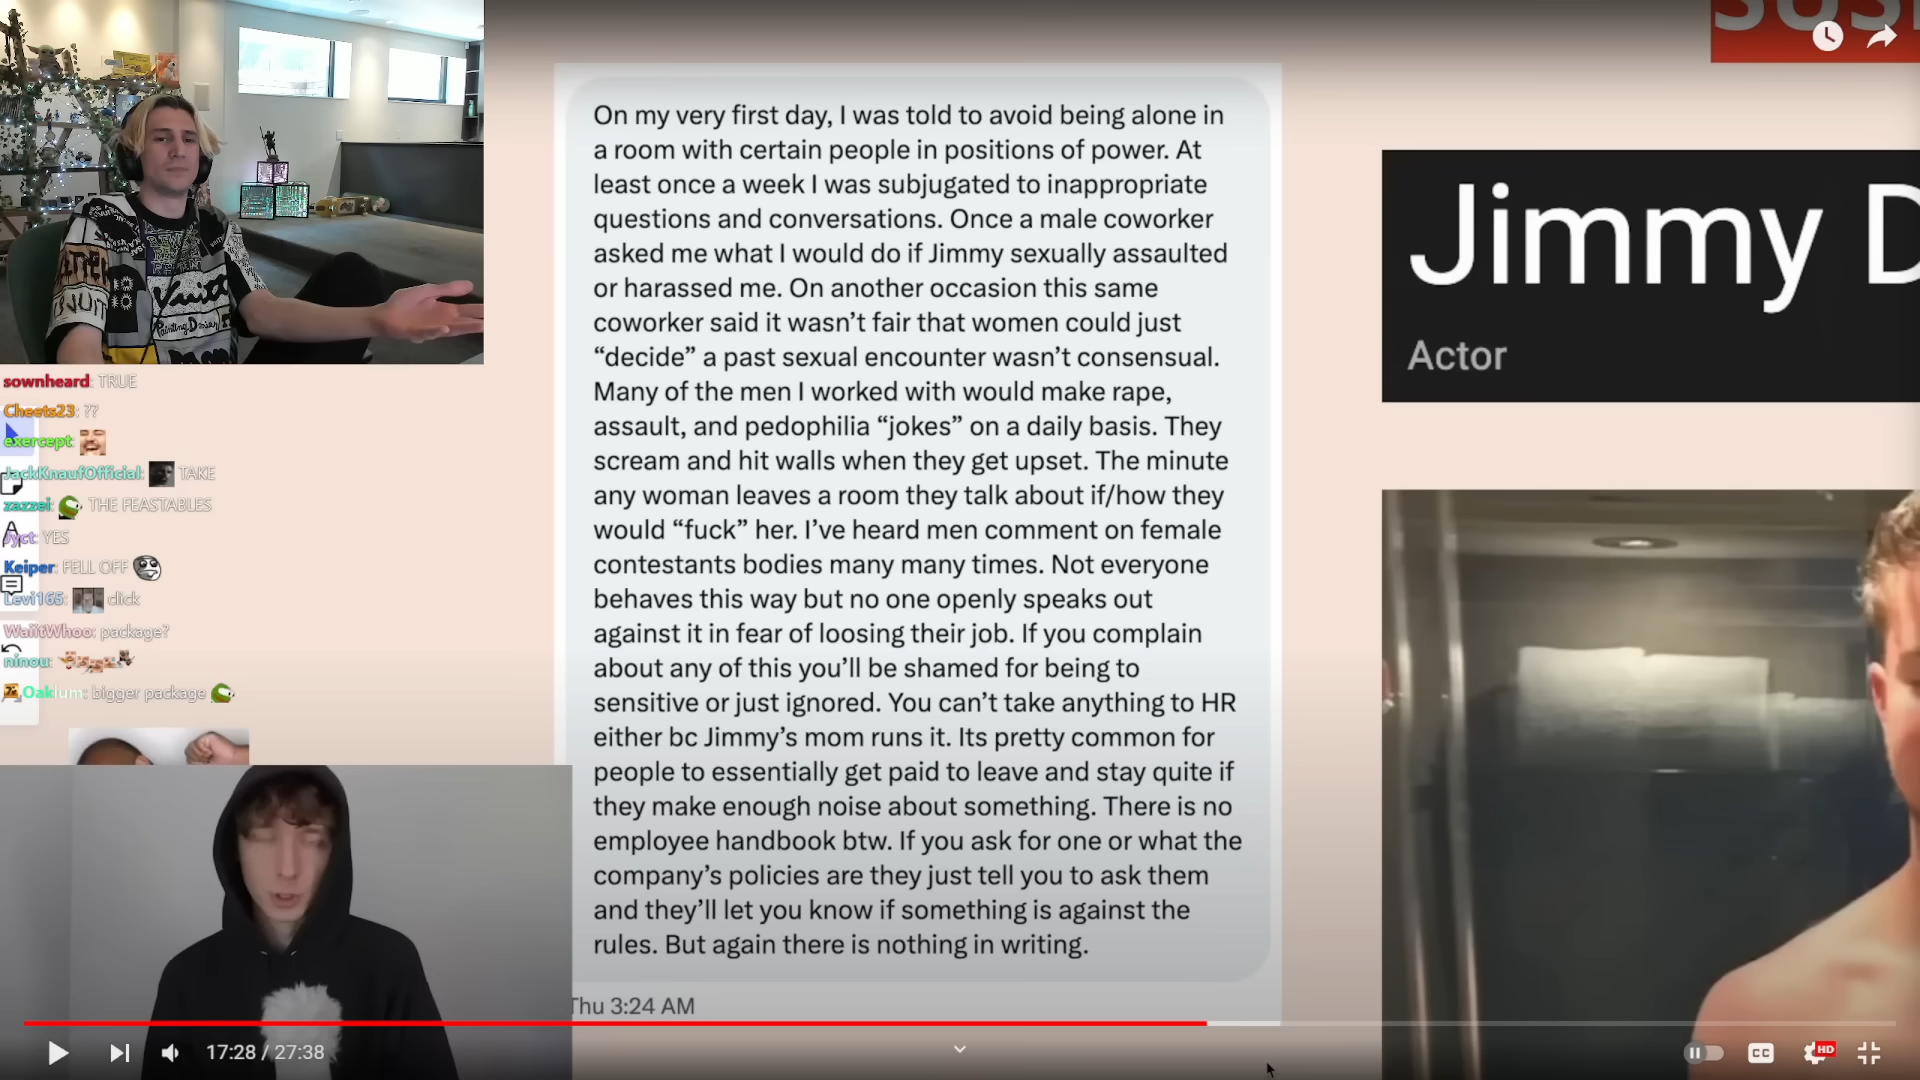 On my very first day, I was told to avoid being alone in
a room with certain people in positions of power. At
least once a week I was subjugated to inappropriate
questions and conversations. Once a male coworker
asked me what I would do if Jimmy sexually assaulted
or harassed me. On another occasion this same
coworker said it wasn’t fair that women could just
“decide” a past sexual encounter wasn’t consensual.
Many of the men I worked with would make rape,
assault, and pedophilia “jokes” on a daily basis. They
scream and hit walls when they get upset. The minute
any woman leaves a room they talk about if/how they
would “fuck” her. I’ve heard men comment on female
contestants bodies many many times. Not everyone
behaves this way but no one openly speaks out
against it in fear of loosing their job. If you complain
about any of this you’ll be shamed for being to
sensitive or just ignored. You can’t take anything to HR
either bc Jimmy’s mom runs it. Its pretty common for
people to essentially get paid to leave and stay quite if
they make enough noise about something. There is no
employee handbook btw. If you ask for one or what the
company’s policies are they just tell you to ask them
and they’ll let you know if something is against the
rules. But again there is nothing in writing.
Thu 3:24 AM
Jimmy D
Actor
sownheard: TRUE
Cheets23: ??
exercept:
JackKnaufOfficial: TAKE
zazzei: THE FEASTABLES
Jyct: YES
Keiper: FELL OFF
Levi165: click
WaiitWhoo: package?
ninou:
Oaklum: bigger package
17:28 / 27:38
CC
HD